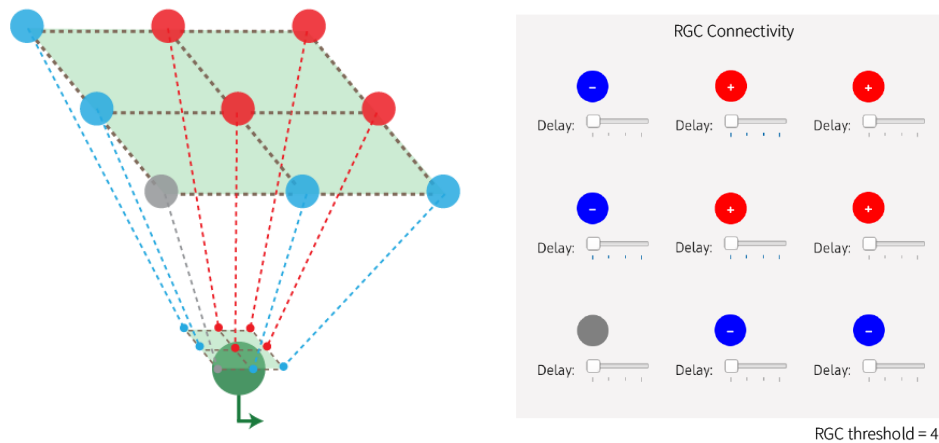 RGC Connectivity
- + +
Delay: Delay: Delay:
- + +
Delay: Delay: Delay:
- -
Delay: Delay: Delay:
RGC threshold = 4